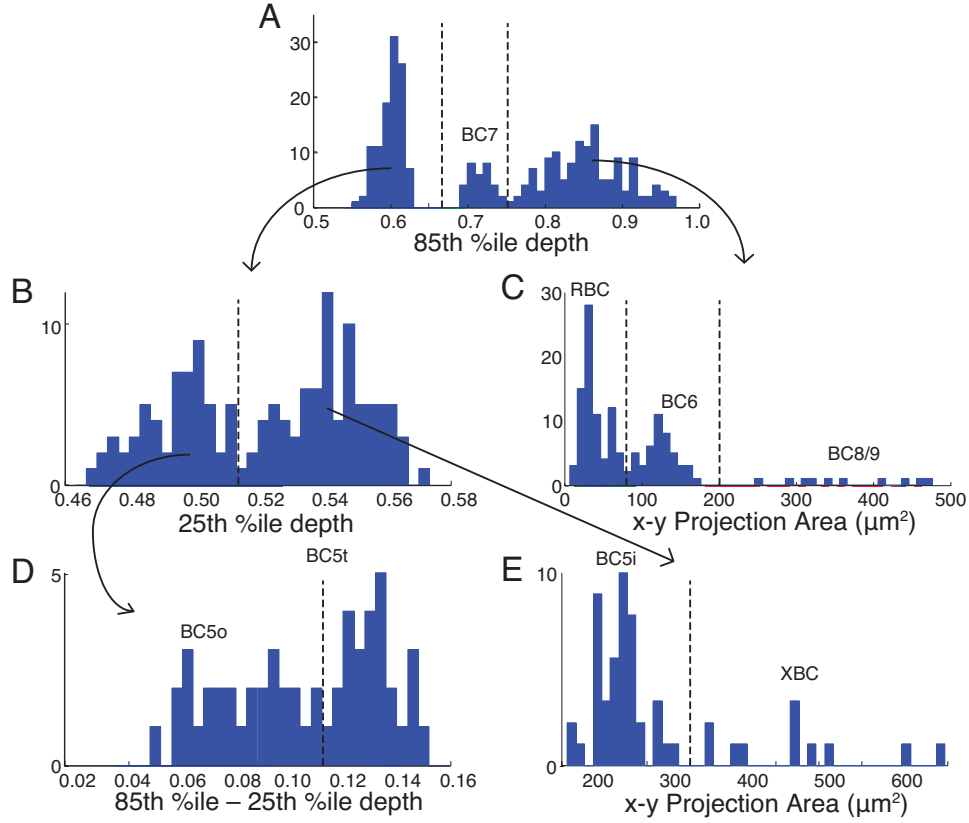 A
30
20
10
0
BC7
0.5 0.6 0.7 0.8 0.9 1.0
85th %ile depth
B
10
0
0.46 0.48 0.50 0.52 0.54 0.56 0.58
25th %ile depth
C
30
20
10
0
RBC
BC6
BC8/9
0 100 200 300 400 500
x-y Projection Area (µm²)
D
5
0
BC5o
BC5t
0.02 0.04 0.06 0.08 0.10 0.12 0.14 0.16
85th %ile – 25th %ile depth
E
10
0
BC5i
XBC
200 300 400 500 600
x-y Projection Area (µm²)